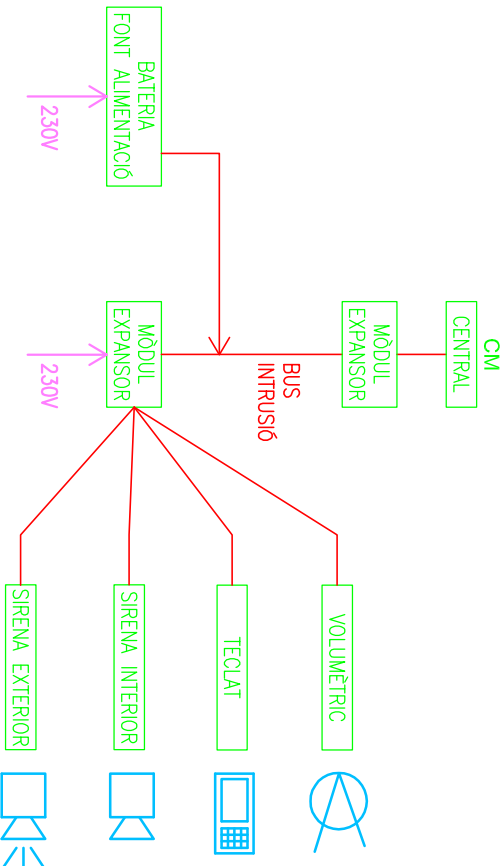 CM
CENTRAL
MÒDUL
EXPANSOR
BUS
INTRUSIÓ
BATERIA
FONT ALIMENTACIÓ
230V
MÒDUL
EXPANSOR
230V
VOLUMÈTRIC
TECLAT
SIRENA INTERIOR
SIRENA EXTERIOR